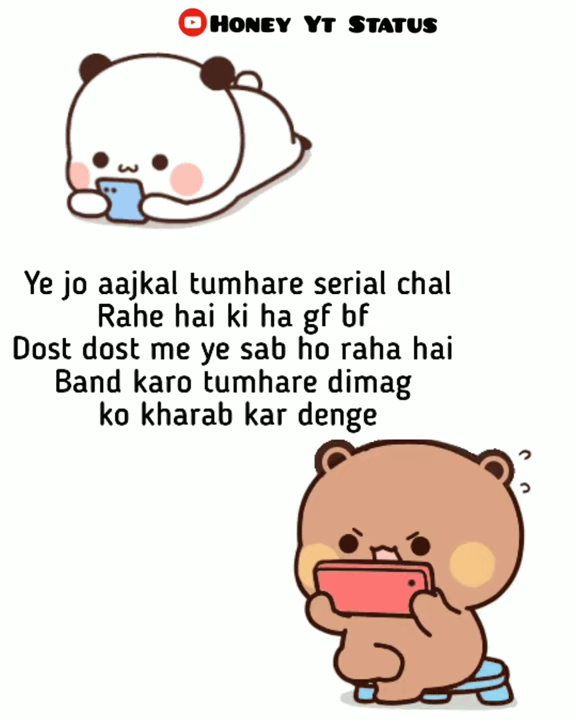 Honey Yt Status
Ye jo aajkal tumhare serial chal
Rahe hai ki ha gf bf
Dost dost me ye sab ho raha hai
Band karo tumhare dimag
ko kharab kar denge